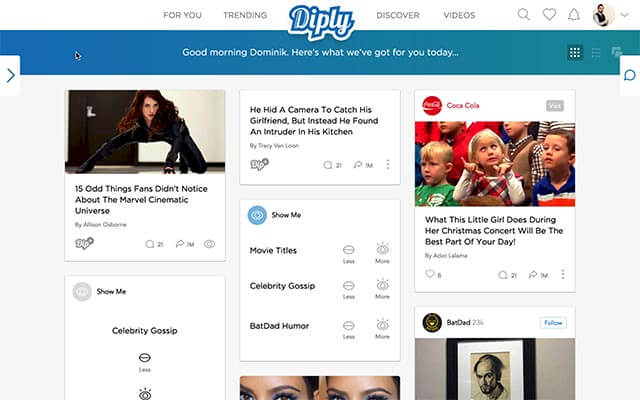 FOR YOU
TRENDING
Diply
DISCOVER
VIDEOS
Good morning Dominik. Here's what we've got for you today...
15 Odd Things Fans Didn't Notice
About The Marvel Cinematic
Universe
By Allison Osborne
Dip
21
1M
Show Me
Celebrity Gossip
Less
He Hid A Camera To Catch His
Girlfriend, But Instead He Found
An Intruder In His Kitchen
By Tracy Van Loon
Dip
21
1M
Show Me
Movie Titles
Less
More
Celebrity Gossip
Less
More
BatDad Humor
Less
More
Coca Cola
Visit
What This Little Girl Does During
Her Christmas Concert Will Be The
Best Part Of Your Day!
21
1M
BatDad 23k
Follow